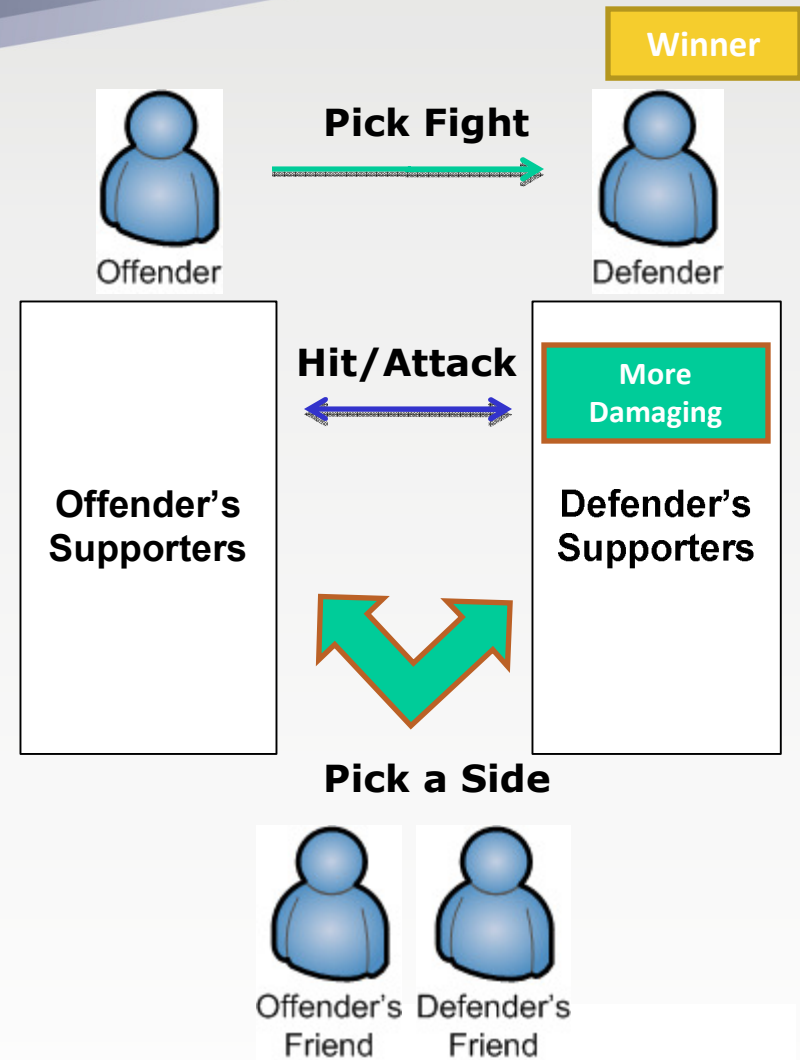 Winner
Pick Fight
Offender
Defender
Hit/Attack
More
Damaging
Offender’s
Supporters
Defender’s
Supporters
Pick a Side
Offender's
Friend
Defender's
Friend